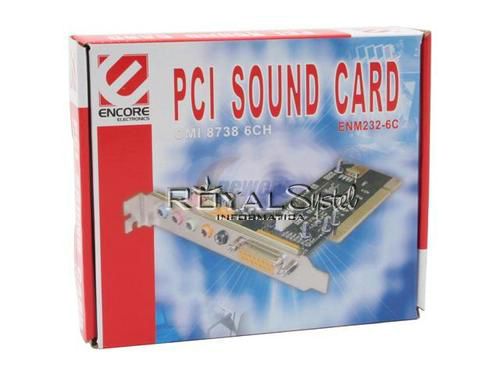 ENCORE
ELECTRONICS
PCI SOUND CARD
CMI 8738 6CH
ENM232-6C
ROYAL System
INFORMATICA